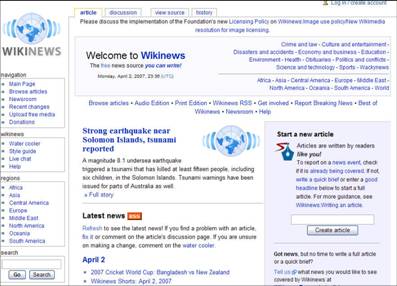 Log in / create account
article
discussion
view source
history
Please discuss the implementation of the Foundation's new Licensing Policy on Wikinews:Image use policy/New Wikimedia
resolution for image licensing.
WIKINEWS
Welcome to Wikinews
The free news source you can write!
Monday, April 2, 2007, 23:36 (UTC)
Crime and law - Culture and entertainment -
Disasters and accidents - Economy and business - Education
Environment - Health - Obituaries - Politics and conflicts
- Science and technology - Sports - Wackynews
Africa - Asia - Central America - Europe - Middle East -
North America - Oceania - South America - World
Browse articles - Audio Edition - Print Edition - Wikinews RSS - Get involved - Report Breaking News - Best of
Wikinews - Newsroom - Help
navigation
Main Page
Browse articles
Newsroom
Recent changes
Upload free media
Donations
wikinews
Water cooler
Style guide
Live chat
Help
regions
Africa
Asia
Central America
Europe
Middle East
North America
Oceania
South America
search
Go
Search
Strong earthquake near
Solomon Islands, tsunami
reported
A magnitude 8.1 undersea earthquake
triggered a tsunami that has killed at least fifteen people, including
six children, in the Solomon Islands. Tsunami warnings have been
issued for parts of Australia as well.
» Full story
Latest news RSS
Refresh to see the latest news! If you find a problem with an article,
fix it or comment on the article's discussion page. If you are unsure
on making a change, comment on the water cooler.
April 2
2007 Cricket World Cup: Bangladesh vs New Zealand
Wikinews Shorts: April 2, 2007
Start a new article
Articles are written by readers
like you!
To report on a news event, check
if it is already being covered. If not,
write a quick brief or enter a good
headline below to start a full
article. For more guidance, see
Wikinews:Writing an article.
Create article
Got news, but no time to write a full article
or a quick brief?
Tell us what news you would like to see
covered by Wikinews